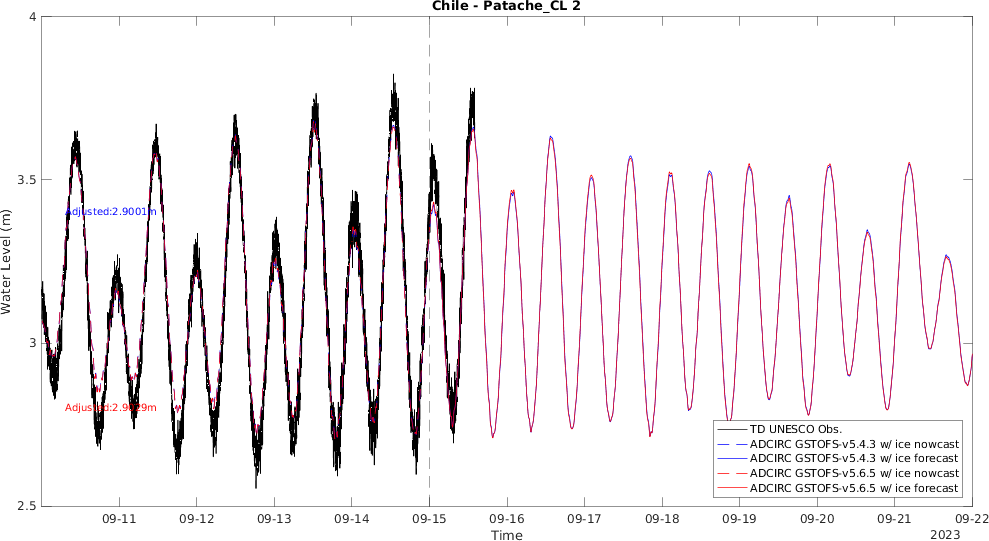 Chile - Patache_CL 2
Water Level (m)
4
3.5
3
2.5
Adjusted:2.9001m
TD UNESCO Obs.
ADCIRC GSTOFS-v5.4.3 w/ ice nowcast
ADCIRC GSTOFS-v5.4.3 w/ ice forecast
ADCIRC GSTOFS-v5.6.5 w/ ice nowcast
ADCIRC GSTOFS-v5.6.5 w/ ice forecast
09-11
09-12
09-13
09-14
09-15
09-16
09-17
09-18
09-19
09-20
09-21
09-22
Time
2023